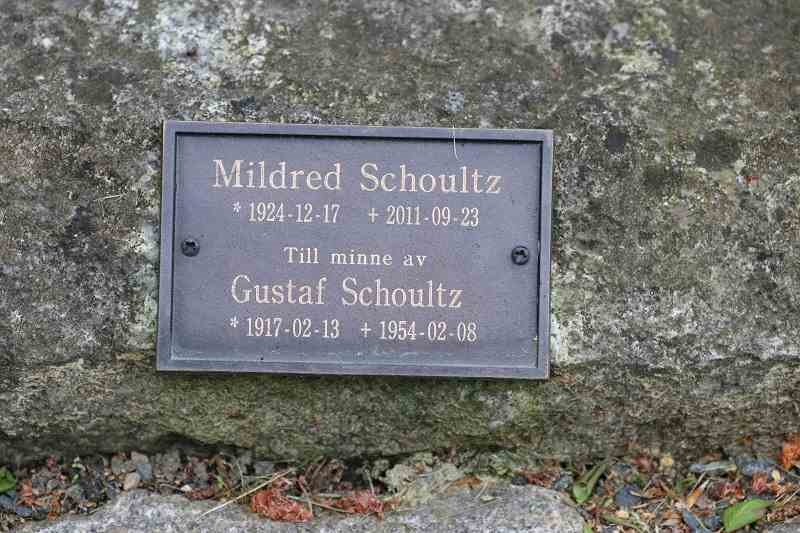 Mildred Schoultz
* 1924-12-17 + 2011-09-23
Till minne av
Gustaf Schoultz
* 1917-02-13 + 1954-02-08